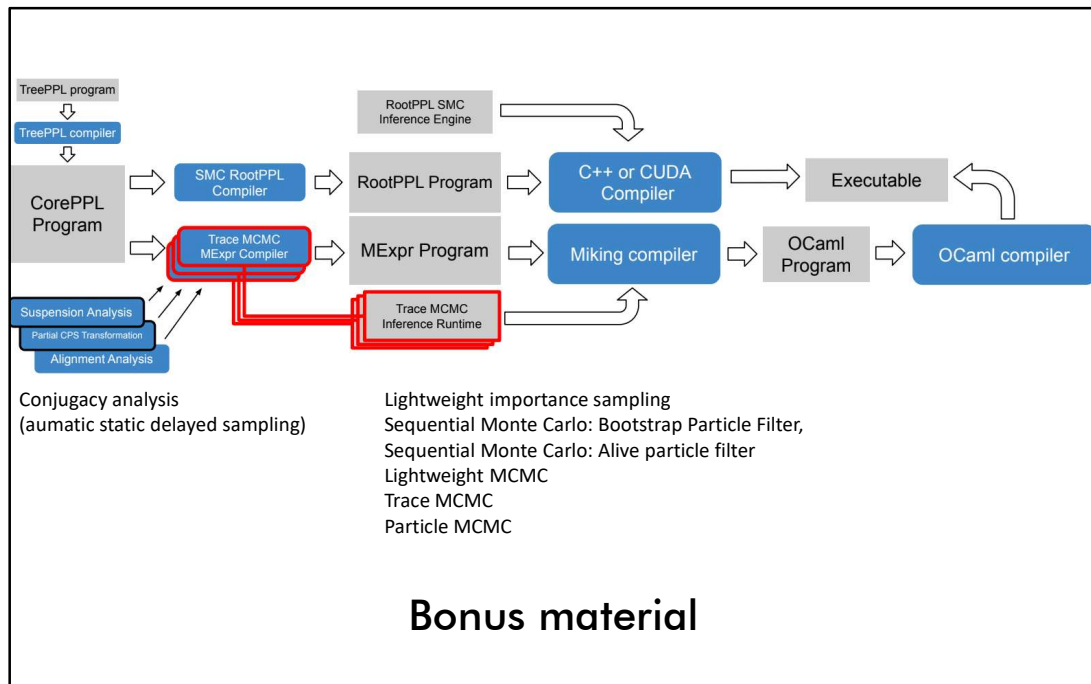 TreePPL program
TreePPL compiler
CorePPL
Program
SMC RootPPL
Compiler
Trace MCMC
MExpr Compiler
Suspension Analysis
Partial CPS Transformation
Alignment Analysis
RootPPL SMC
Inference Engine
RootPPL Program
MExpr Program
Trace MCMC
Inference Runtime
C++ or CUDA
Compiler
Miking compiler
Executable
OCaml
Program
OCaml compiler
Conjugacy analysis
(aumatic static delayed sampling)
Lightweight importance sampling
Sequential Monte Carlo: Bootstrap Particle Filter,
Sequential Monte Carlo: Alive particle filter
Lightweight MCMC
Trace MCMC
Particle MCMC
Bonus material